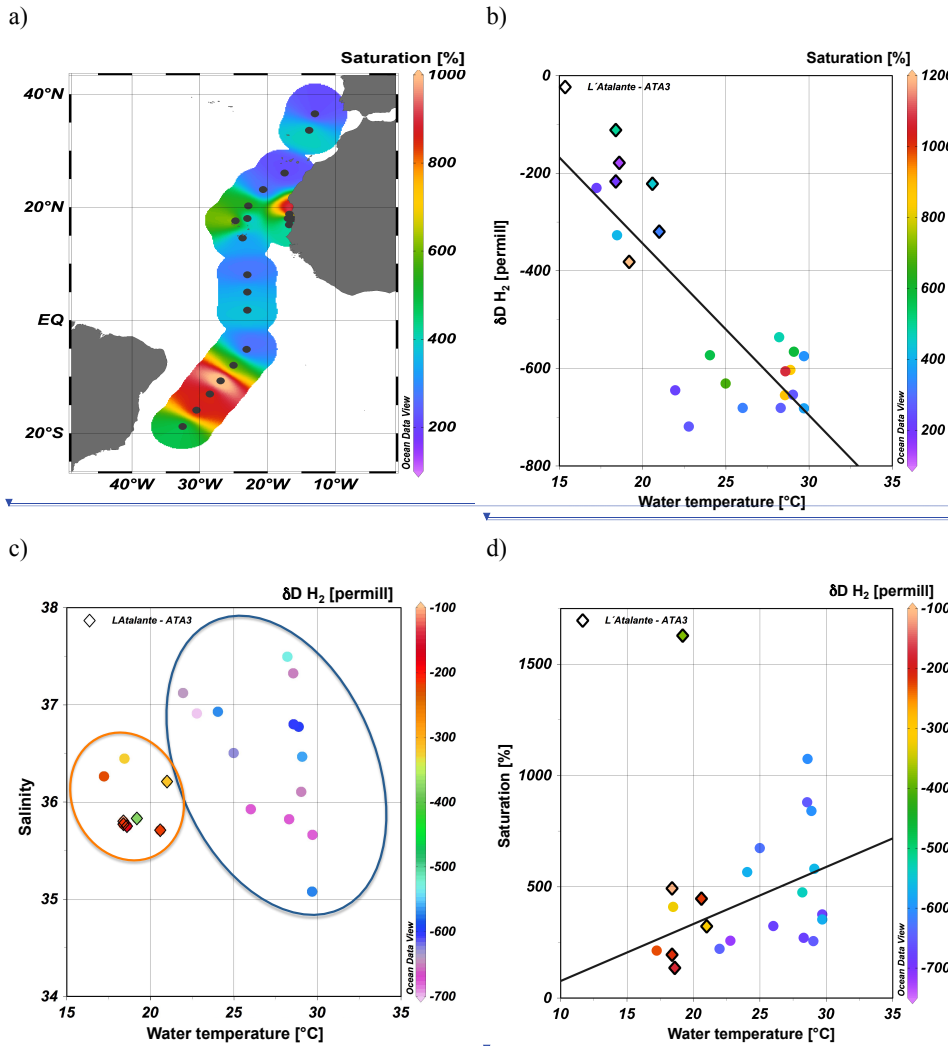 a)
Saturation [%]
1000
800
600
400
200
40°N
20°N
EQ
20°S
40°W
30°W
20°W
10°W
Ocean Data View
b)
Saturation [%]
L´Atalante - ATA3
0
-200
-400
-600
-800
δD H2 [permill]
15
20
25
30
35
Water temperature [°C]
1200
1000
800
600
400
200
Ocean Data View
c)
δD H2 [permill]
LAtalante - ATA3
38
37
36
35
34
Salinity
15
20
25
30
35
Water temperature [°C]
-100
-200
-300
-400
-500
-600
-700
Ocean Data View
d)
δD H2 [permill]
L´Atalante - ATA3
1500
1000
500
0
Saturation [%]
10
15
20
25
30
35
Water temperature [°C]
-100
-200
-300
-400
-500
-600
-700
Ocean Data View